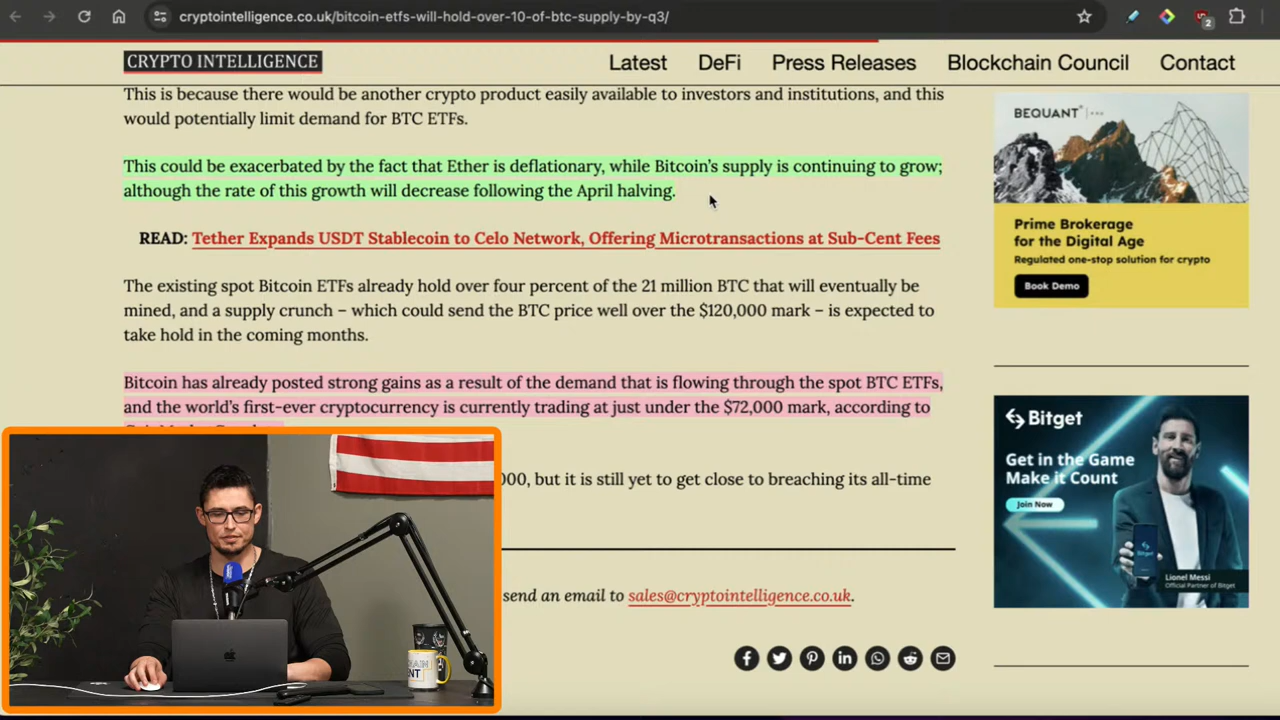 cryptointelligence.co.uk/bitcoin-etfs-will-hold-over-10-of-btc-supply-by-q3/
2
CRYPTO INTELLIGENCE
Latest DeFi Press Releases Blockchain Council Contact
This is because there would be another crypto product easily available to investors and institutions, and this
would potentially limit demand for BTC ETFs.
This could be exacerbated by the fact that Ether is deflationary, while Bitcoin's supply is continuing to grow;
although the rate of this growth will decrease following the April halving.
READ: Tether Expands USDT Stablecoin to Celo Network, Offering Microtransactions at Sub-Cent Fees
The existing spot Bitcoin ETFs already hold over four percent of the 21 million BTC that will eventually be
mined, and a supply crunch – which could send the BTC price well over the $120,000 mark – is expected to
take hold in the coming months.
Bitcoin has already posted strong gains as a result of the demand that is flowing through the spot BTC ETFs,
and the world's first-ever cryptocurrency is currently trading at just under the $72,000 mark, according to
000, but it is still yet to get close to breaching its all-time
send an email to sales@cryptointelligence.co.uk.
BEQUANT
Prime Brokerage
for the Digital Age
Regulated one-stop solution for crypto
Book Demo
Bitget
Get in the Game
Make it Count
Join Now
Bitget
Lionel Messi
Official Partner of Bitget